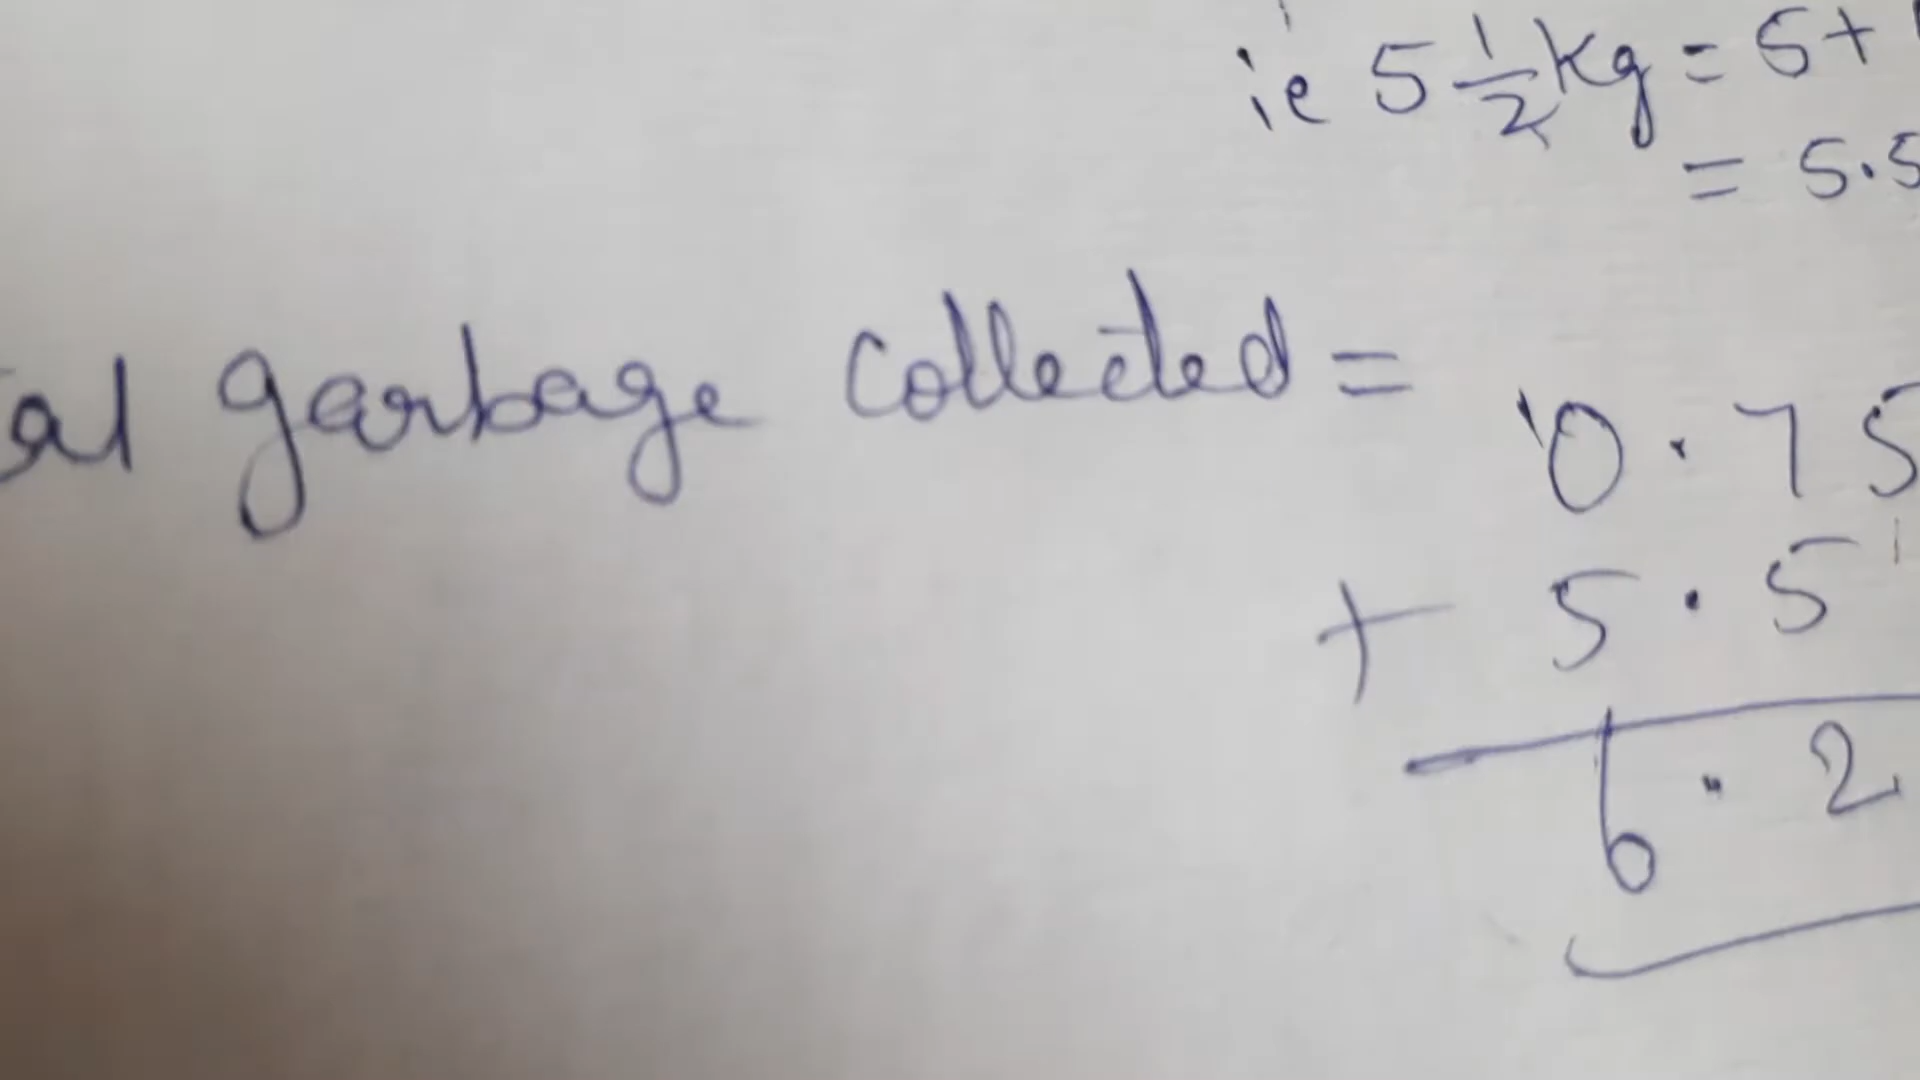 ie 5 1/2 kg = 5 +
= 5.5
al garbage collected =
0.75
+ 5.5
6.2